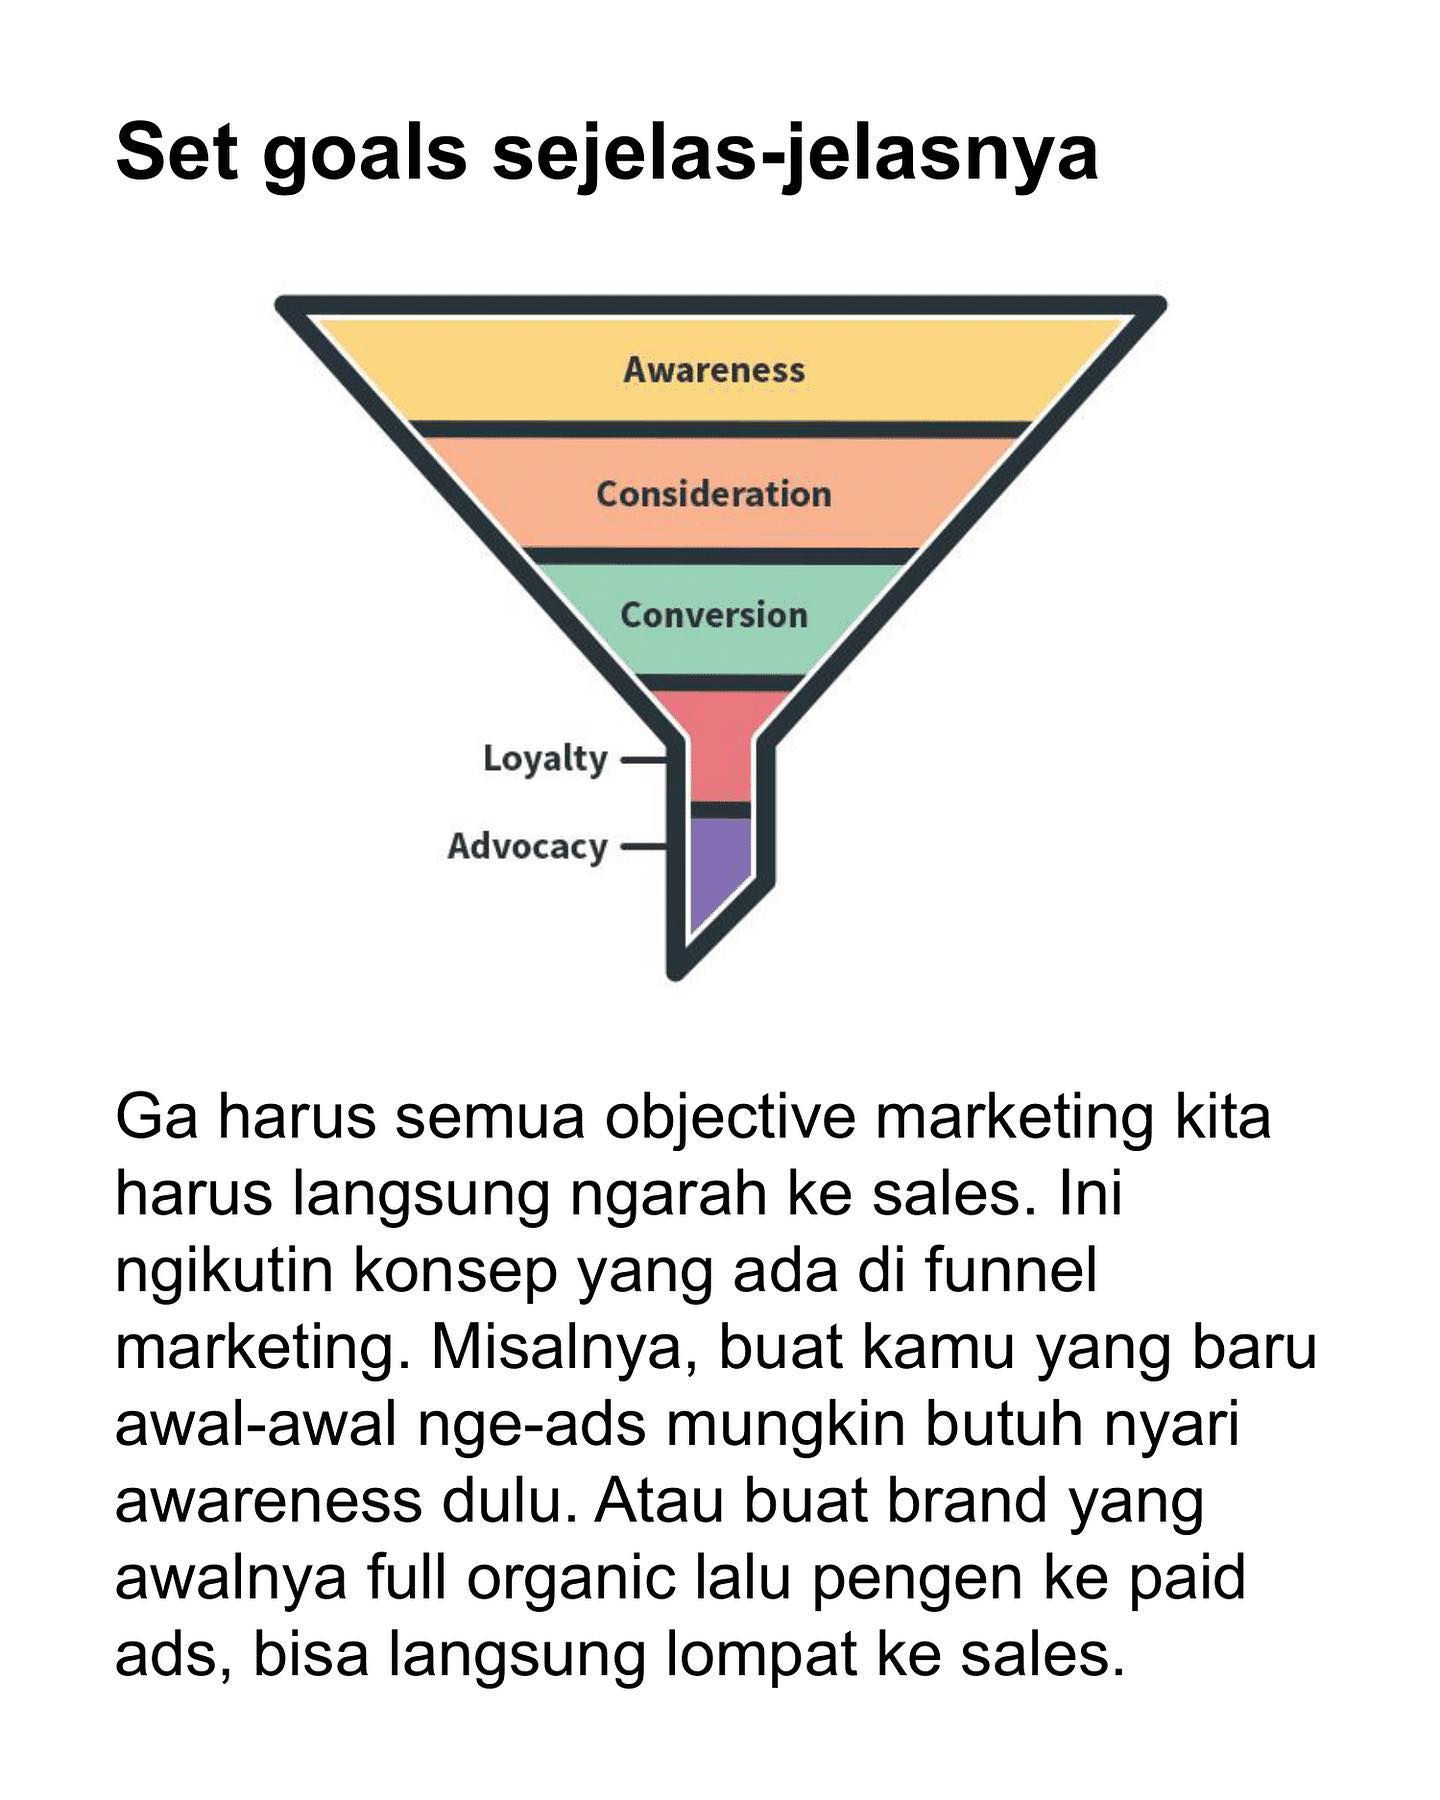 Set goals sejelas-jelasnya
Awareness
Consideration
Conversion
Loyalty
Advocacy
Ga harus semua objective marketing kita
harus langsung ngarah ke sales. Ini
ngikutin konsep yang ada di funnel
marketing. Misalnya, buat kamu yang baru
awal-awal nge-ads mungkin butuh nyari
awareness dulu. Atau buat brand yang
awalnya full organic lalu pengen ke paid
ads, bisa langsung lompat ke sales.